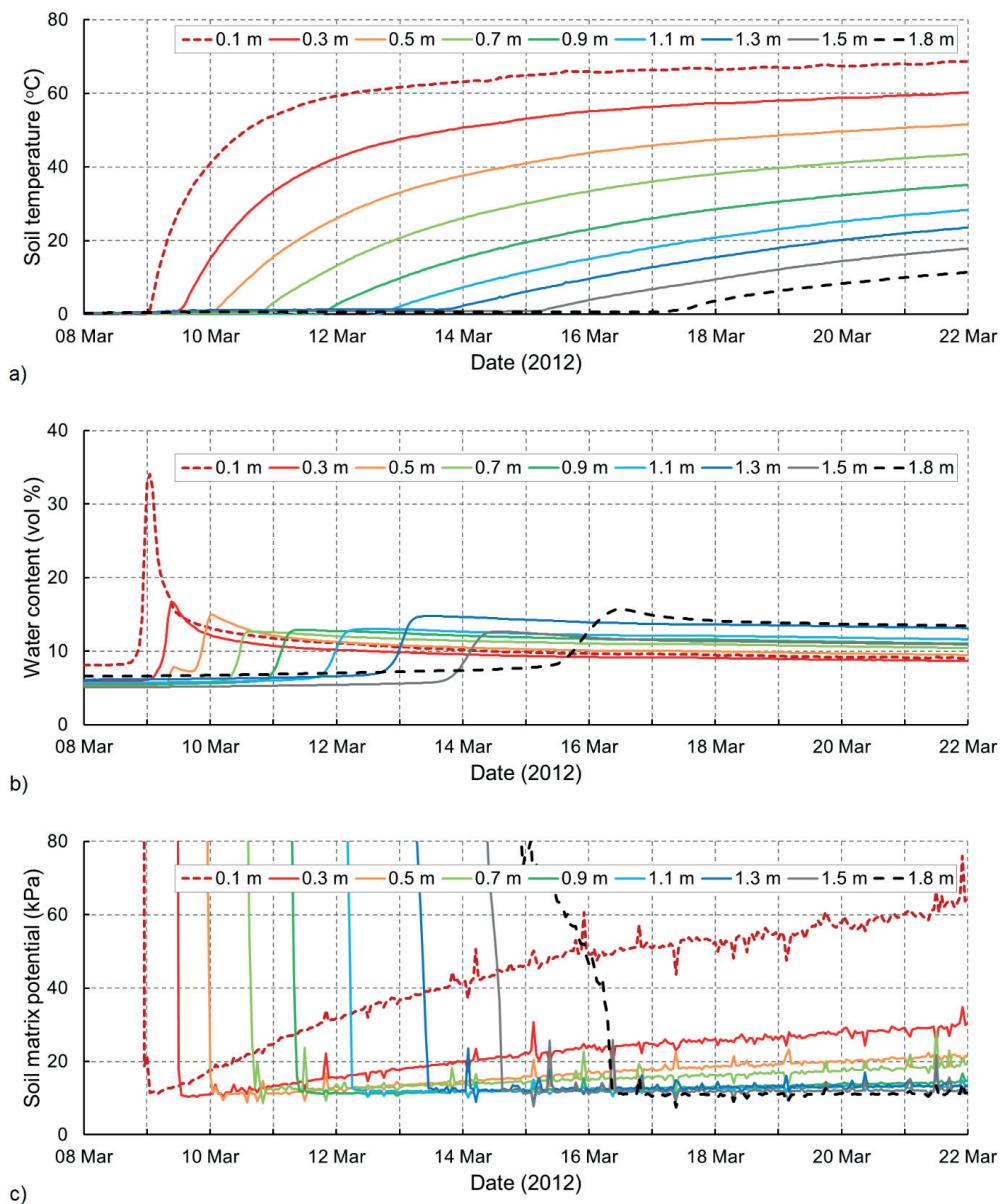 80
60
40
20
0
Soil temperature (°C)
0.1 m 0.3 m 0.5 m 0.7 m 0.9 m 1.1 m 1.3 m 1.5 m 1.8 m
08 Mar 10 Mar 12 Mar 14 Mar 16 Mar 18 Mar 20 Mar 22 Mar
Date (2012)
a)
40
30
20
10
0
Water content (vol %)
0.1 m 0.3 m 0.5 m 0.7 m 0.9 m 1.1 m 1.3 m 1.5 m 1.8 m
08 Mar 10 Mar 12 Mar 14 Mar 16 Mar 18 Mar 20 Mar 22 Mar
Date (2012)
b)
80
60
40
20
0
Soil matrix potential (kPa)
0.1 m 0.3 m 0.5 m 0.7 m 0.9 m 1.1 m 1.3 m 1.5 m 1.8 m
08 Mar 10 Mar 12 Mar 14 Mar 16 Mar 18 Mar 20 Mar 22 Mar
Date (2012)
c)